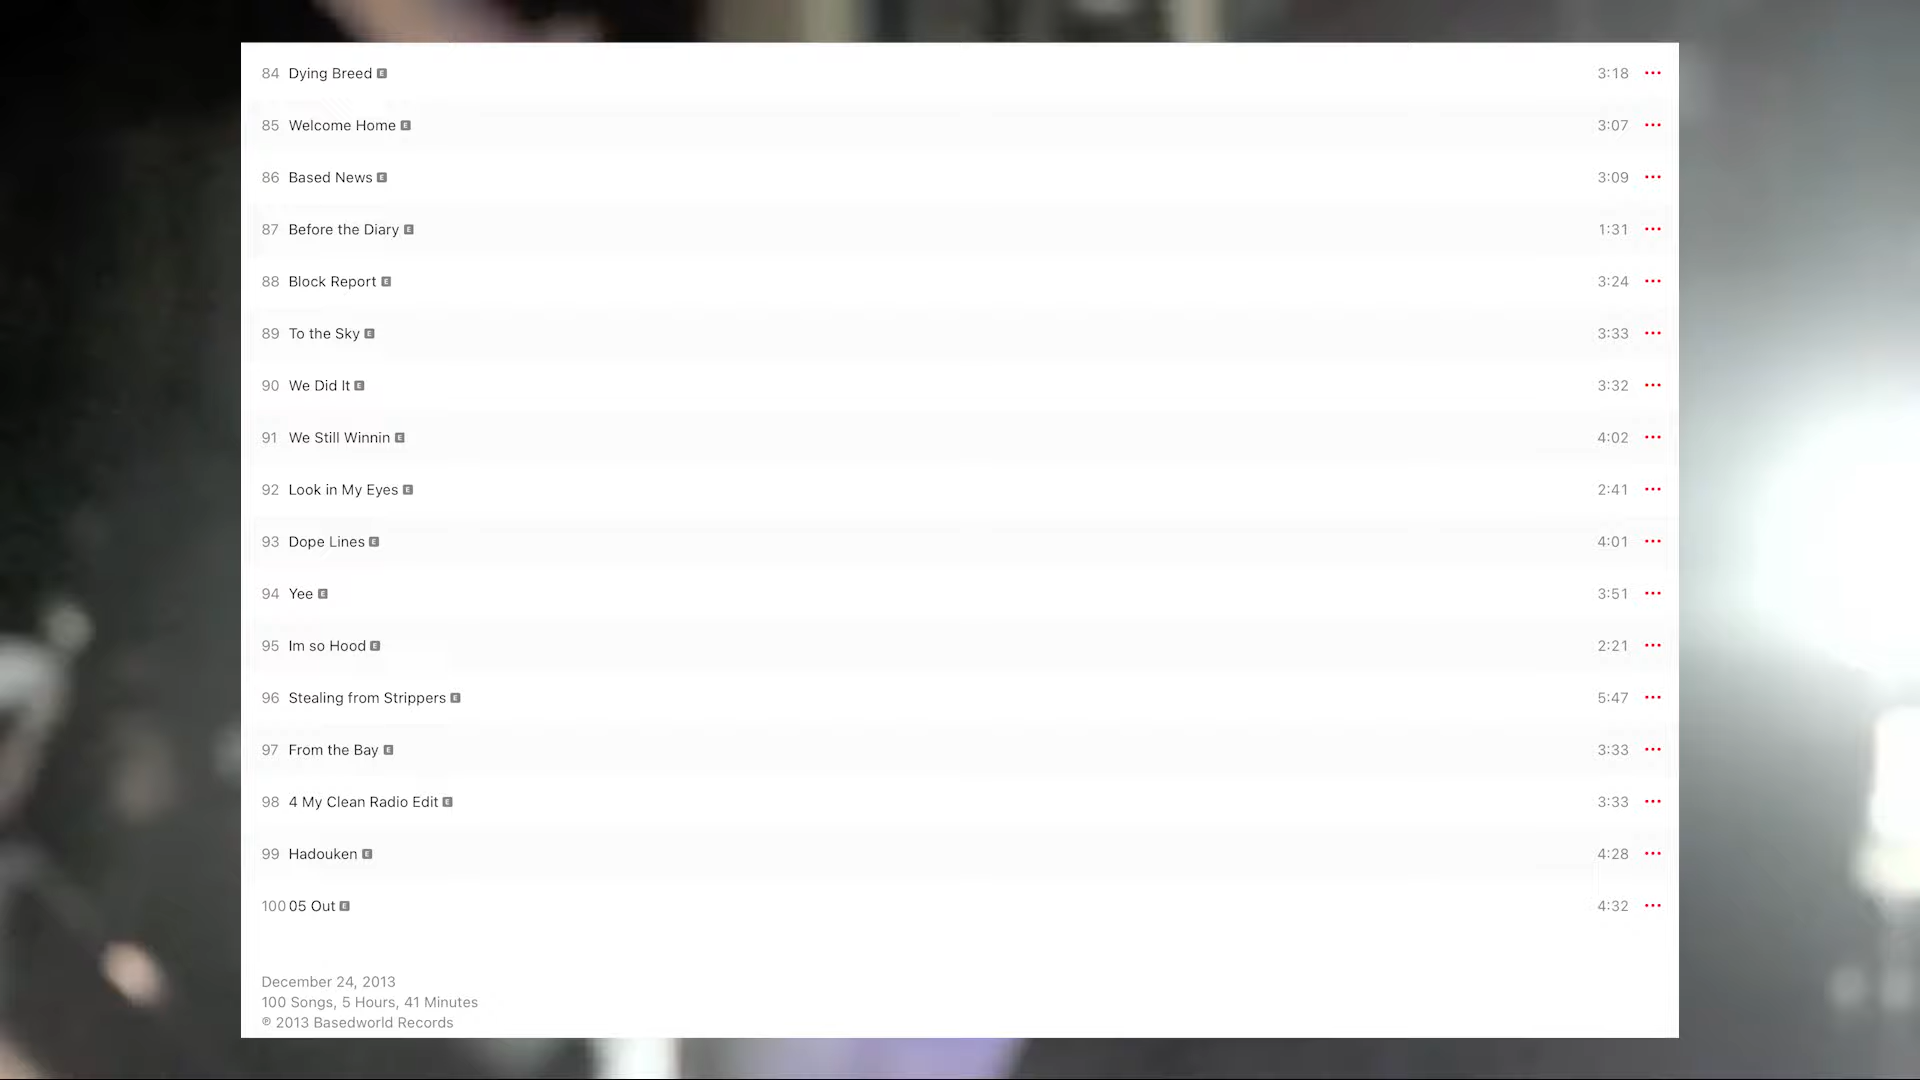 84 Dying Breed E 3:18 ...
85 Welcome Home E 3:07 ...
86 Based News E 3:09 ...
87 Before the Diary E 1:31 ...
88 Block Report E 3:24 ...
89 To the Sky E 3:33 ...
90 We Did It E 3:32 ...
91 We Still Winnin E 4:02 ...
92 Look in My Eyes E 2:41 ...
93 Dope Lines E 4:01 ...
94 Yee E 3:51 ...
95 Im so Hood E 2:21 ...
96 Stealing from Strippers E 5:47 ...
97 From the Bay E 3:33 ...
98 4 My Clean Radio Edit E 3:33 ...
99 Hadouken E 4:28 ...
100 05 Out E 4:32 ...
December 24, 2013
100 Songs, 5 Hours, 41 Minutes
℗ 2013 Basedworld Records